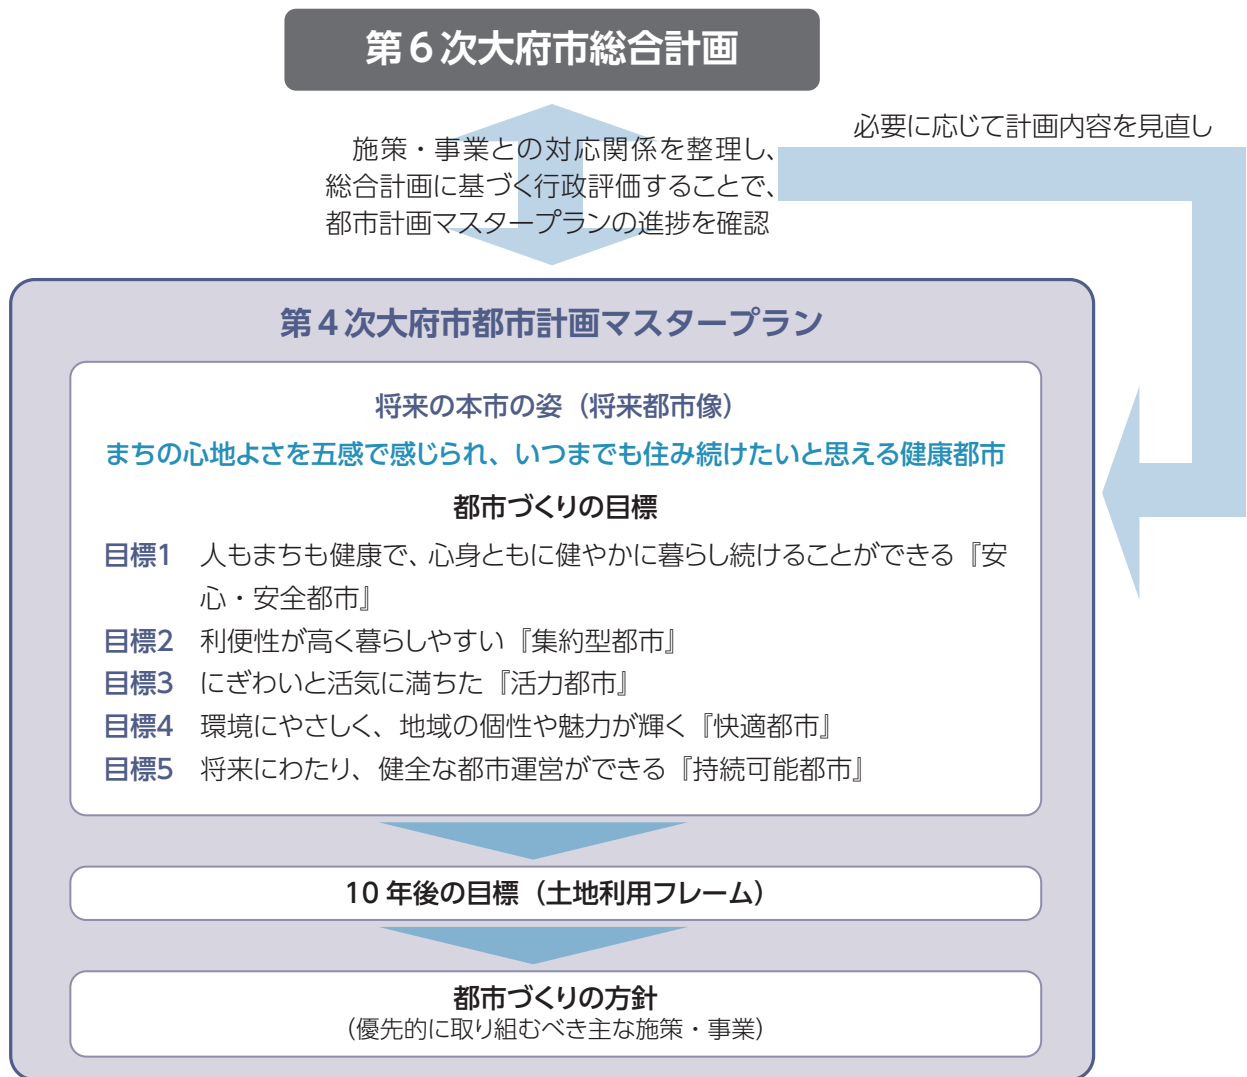 第6次大府市総合計画
必要に応じて計画内容を見直し
施策・事業との対応関係を整理し、
総合計画に基づく行政評価することで、
都市計画マスタープランの進捗を確認
第4次大府市都市計画マスタープラン
将来の本市の姿（将来都市像）
まちの心地よさを五感で感じられ、いつまでも住み続けたいと思える健康都市
都市づくりの目標
目標1 人もまちも健康で、心身ともに健やかに暮らし続けることができる『安
心・安全都市』
目標2 利便性が高く暮らしやすい『集約型都市』
目標3 にぎわいと活気に満ちた『活力都市』
目標4 環境にやさしく、地域の個性や魅力が輝く『快適都市』
目標5 将来にわたり、健全な都市運営ができる『持続可能都市』
10年後の目標（土地利用フレーム）
都市づくりの方針
（優先的に取り組むべき主な施策・事業）